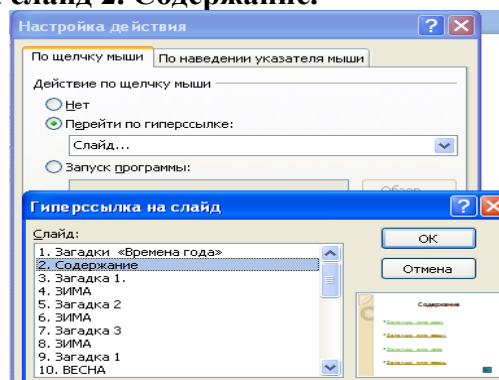 слайд 2. Содержание.
Настройка действия
По щелчку мыши По наведении указателя мыши
Действие по щелчку мыши
Нет
Перейти по гиперссылке:
Слайд...
Запуск программы:
Обзор...
Гиперссылка на слайд
Слайд:
1. Загадки «Времена года»
2. Содержание
3. Загадка 1.
4. ЗИМА
5. Загадка 2
6. ЗИМА
7. Загадка 3
8. ЗИМА
9. Загадка 1
10. ВЕСНА
ОК
Отмена
Содержание